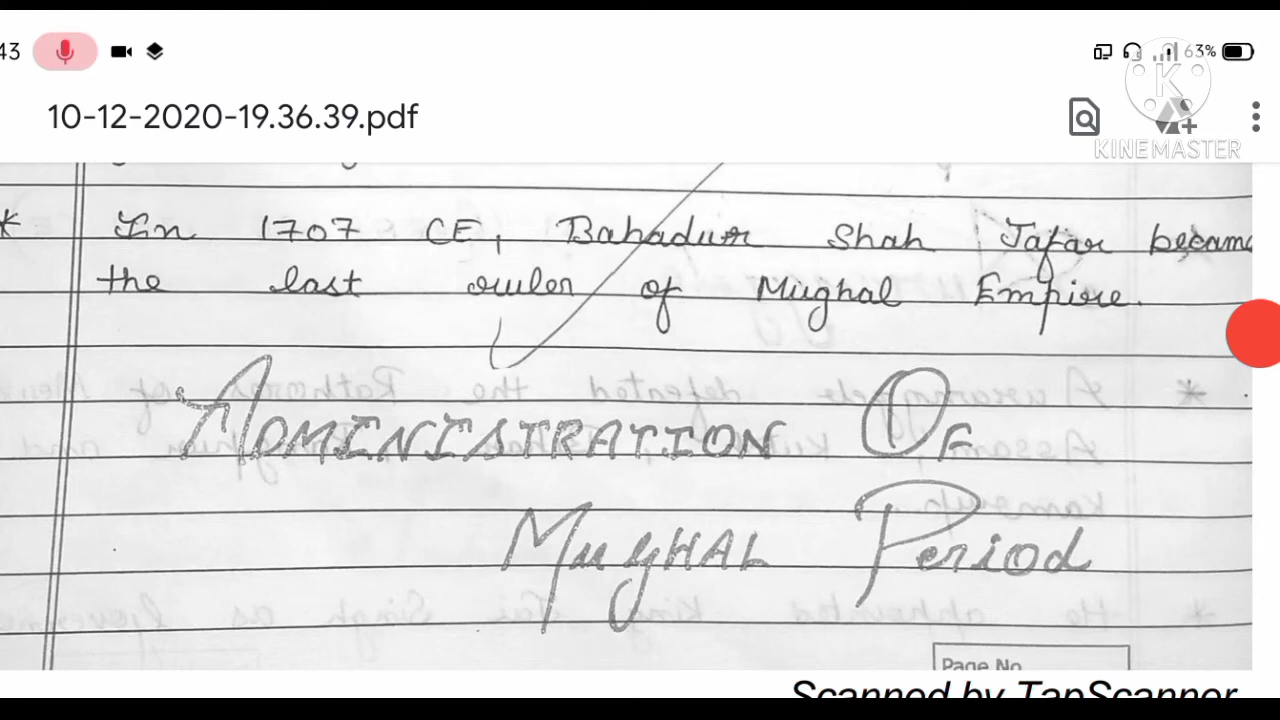 43
63%
10-12-2020-19.36.39.pdf
KINEMASTER
* In 1707 CE, Bahadur Shah Jafar became
the last ruler of Mughal Empire.
ADMINISTRATION OF
MUGHAL PERIOD
Page No.
Scanned by TapScanner